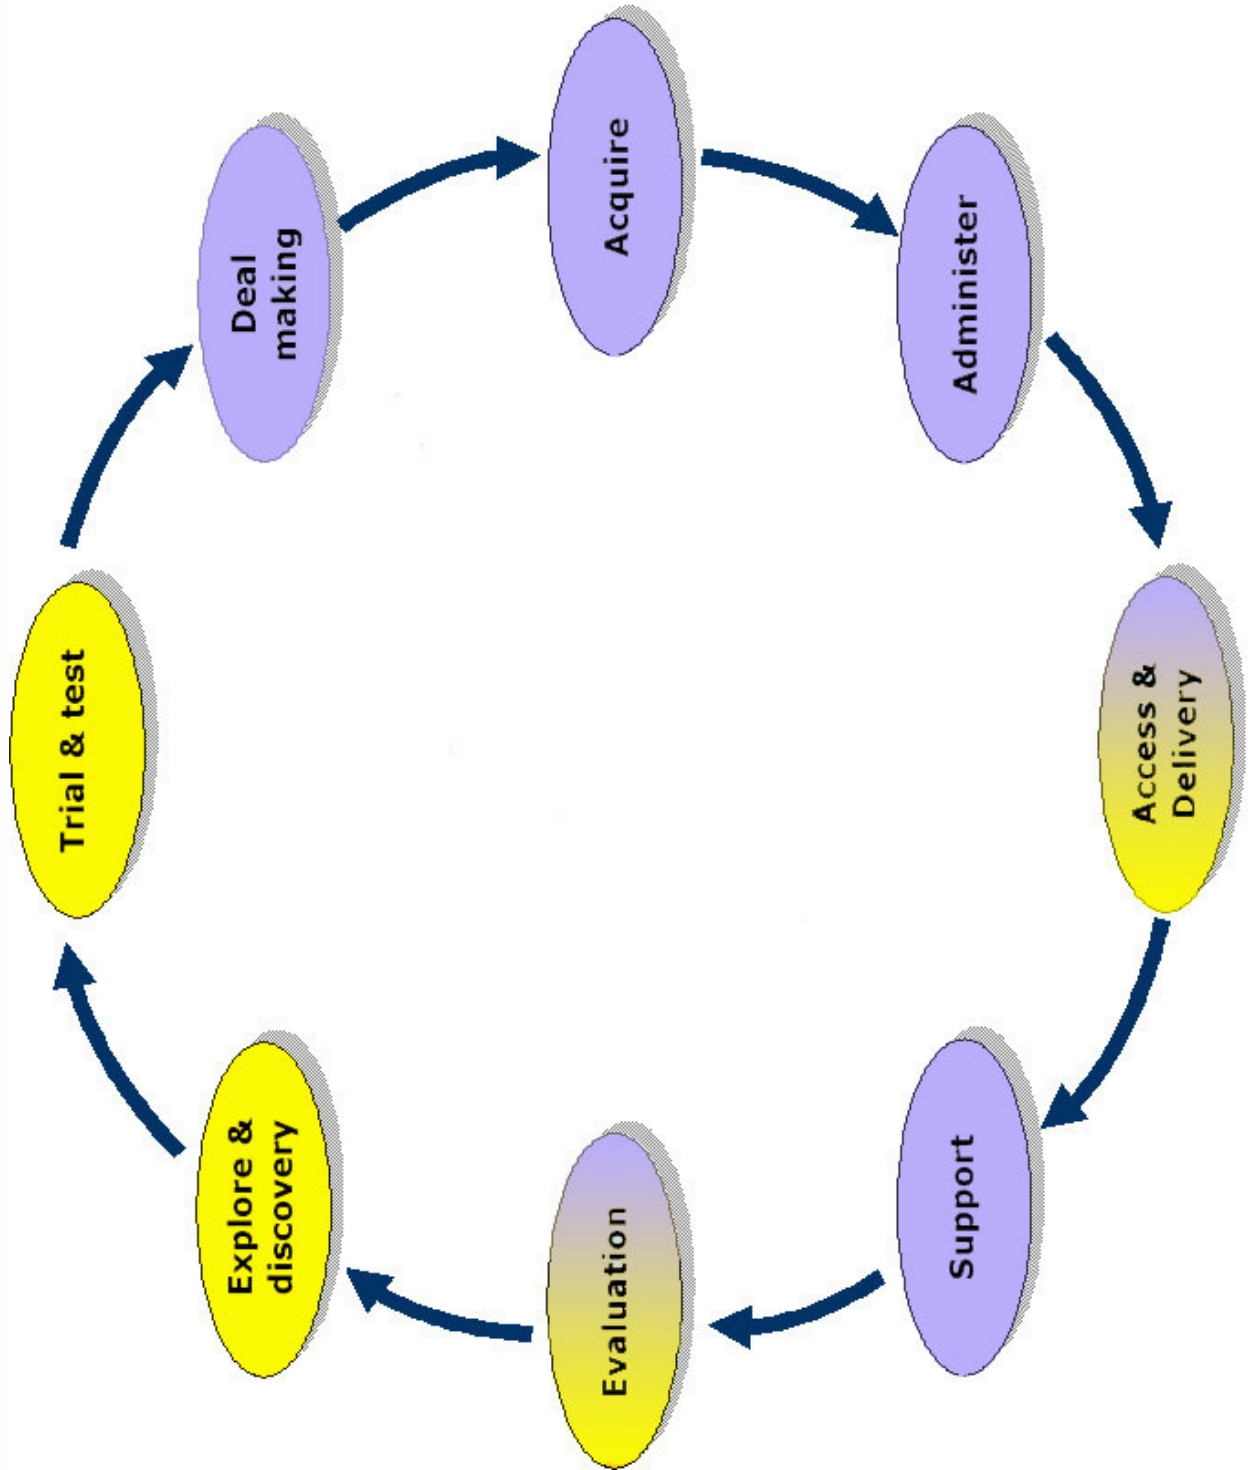 Acquire
Administer
Access &
Delivery
Support
Evaluation
Explore &
discovery
Trial & test
Deal
making